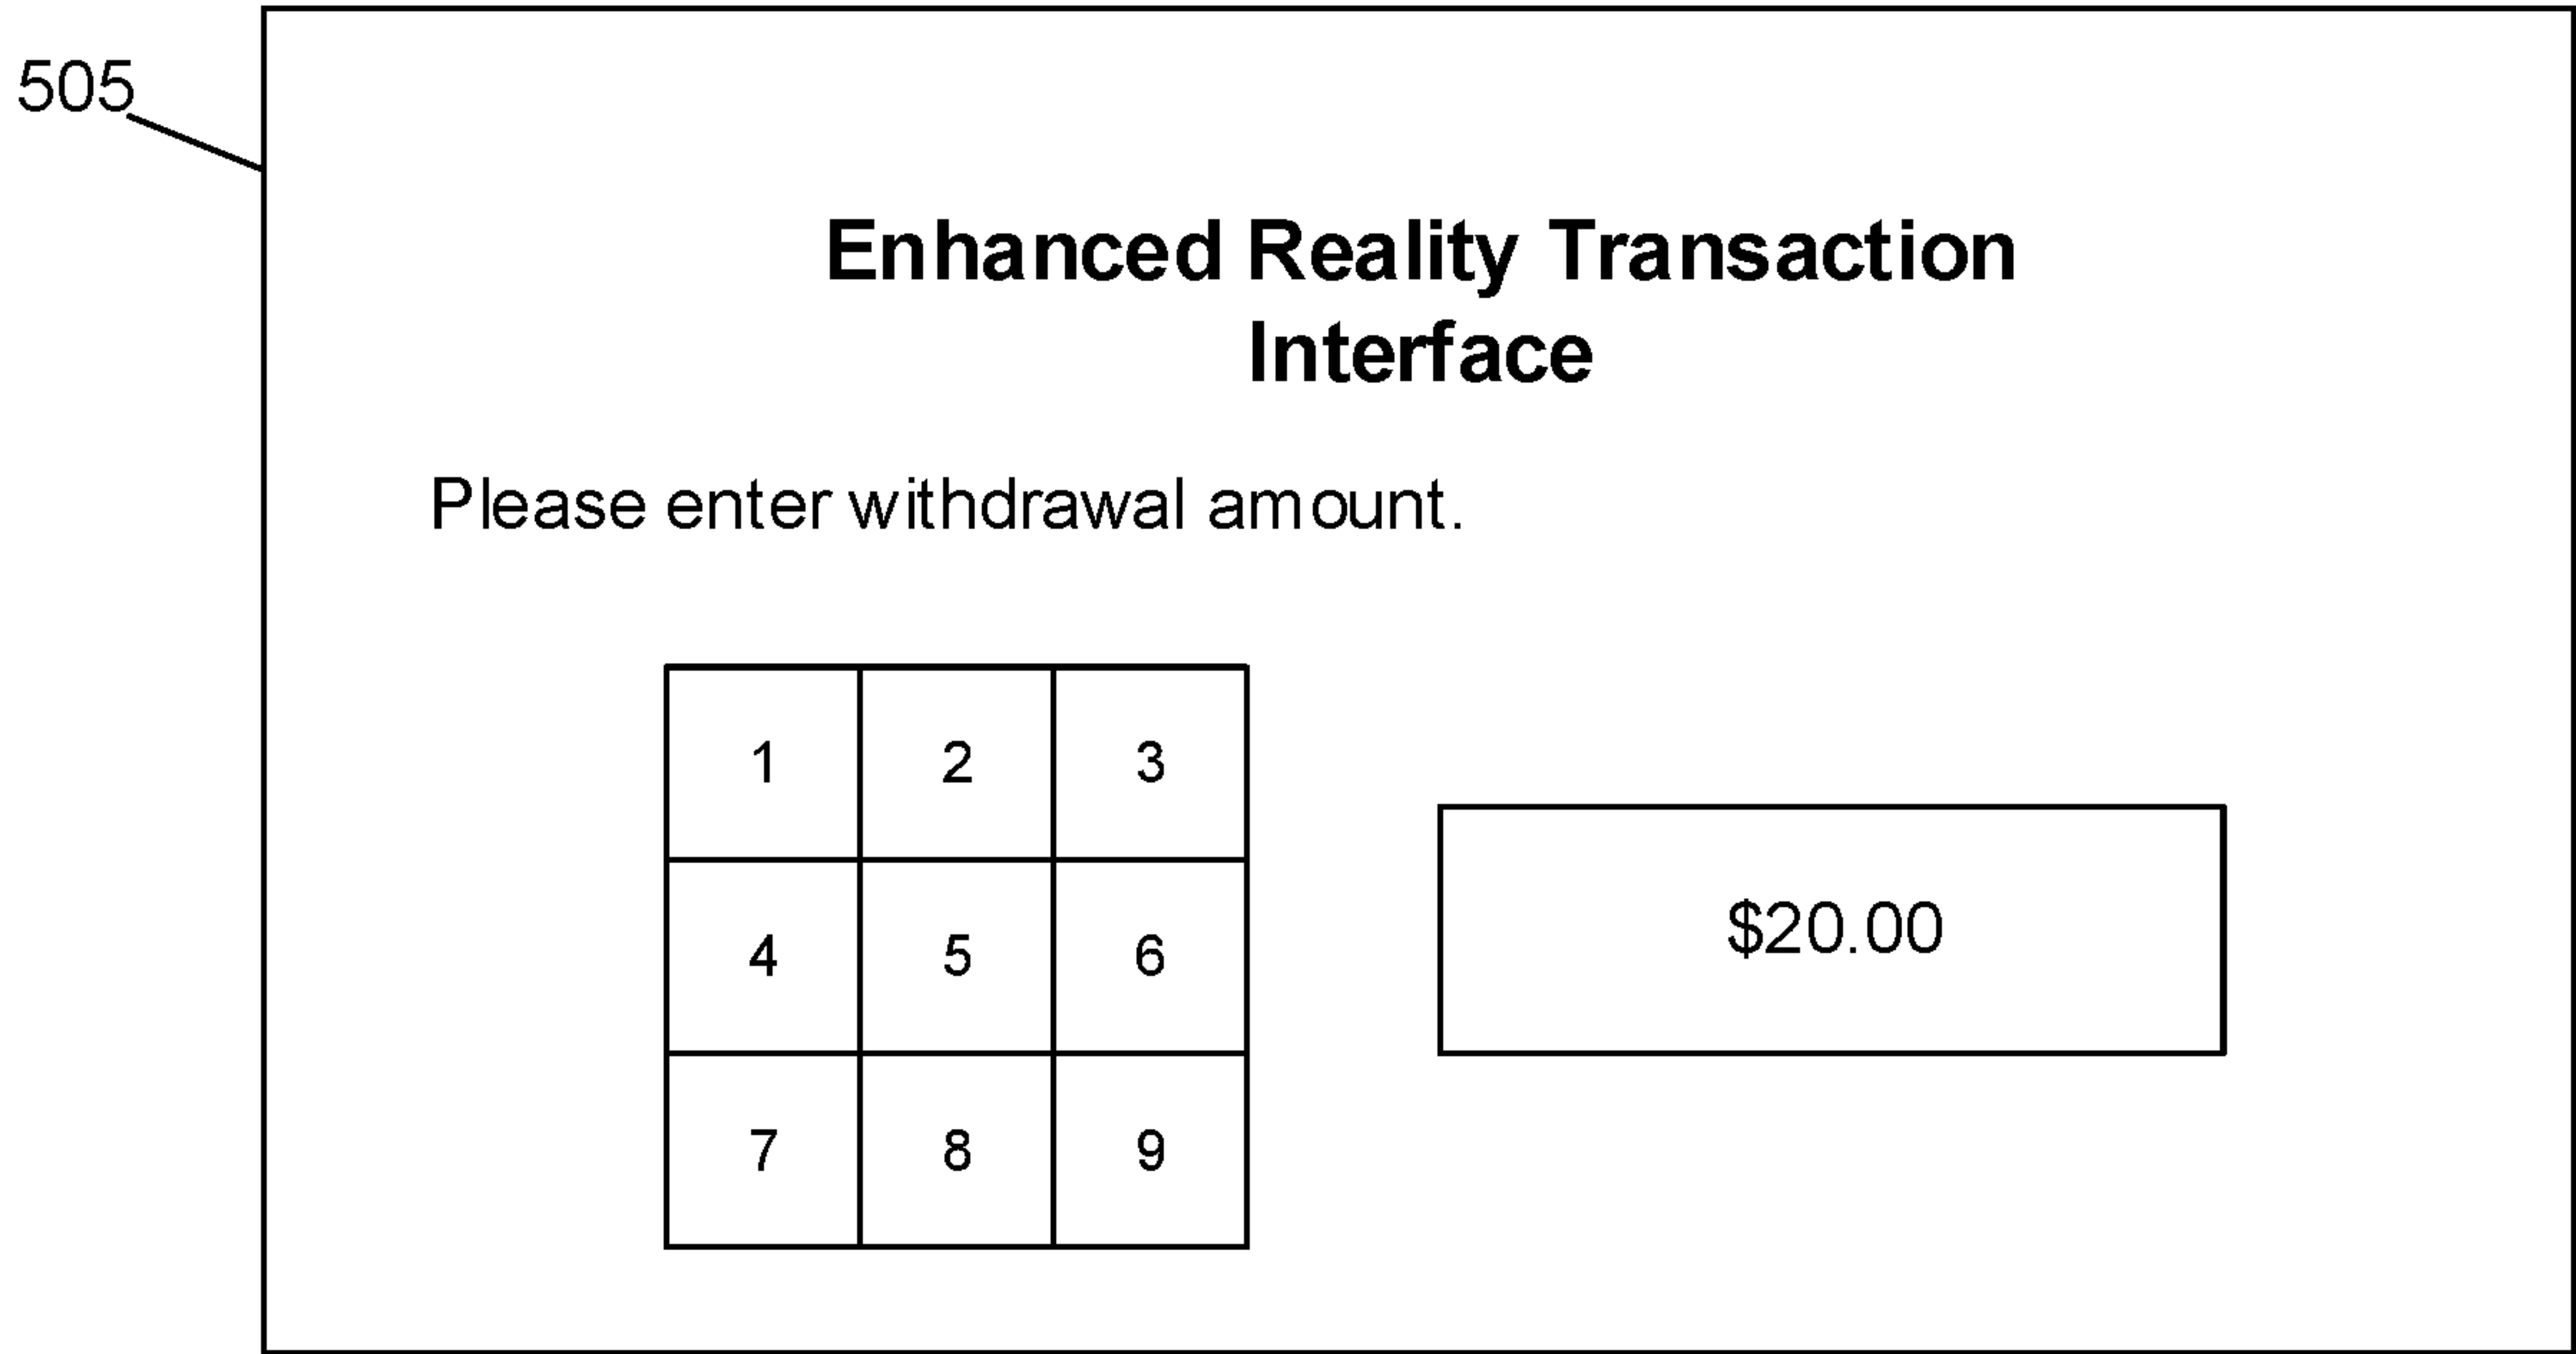 505
Enhanced Reality Transaction
Interface
Please enter withdrawal amount.
1 2 3
4 5 6
7 8 9
$20.00